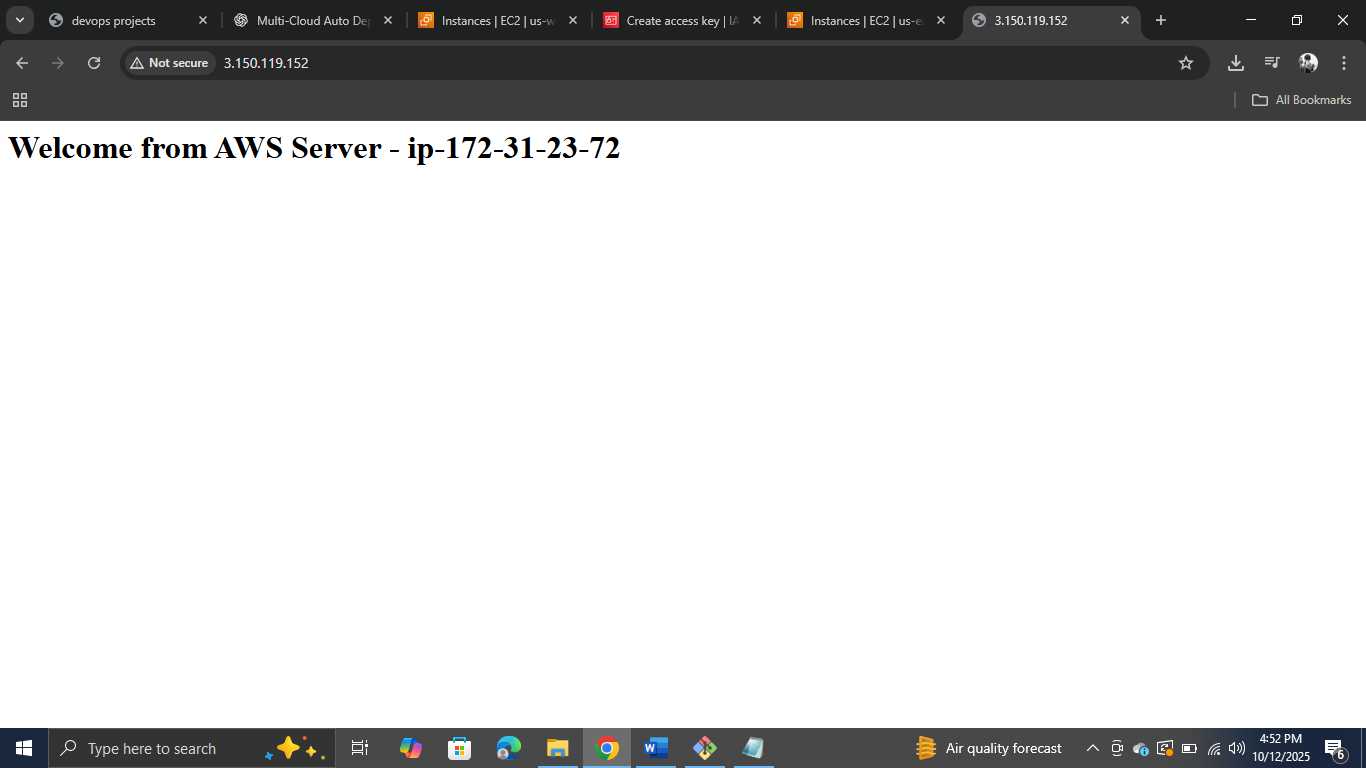 devops projects
Multi-Cloud Auto De
Instances | EC2 | us-w
Create access key | IA
Instances | EC2 | us-ea
3.150.119.152
Not secure
3.150.119.152
All Bookmarks
Welcome from AWS Server - ip-172-31-23-72
Type here to search
Air quality forecast
4:52 PM
10/12/2025
6